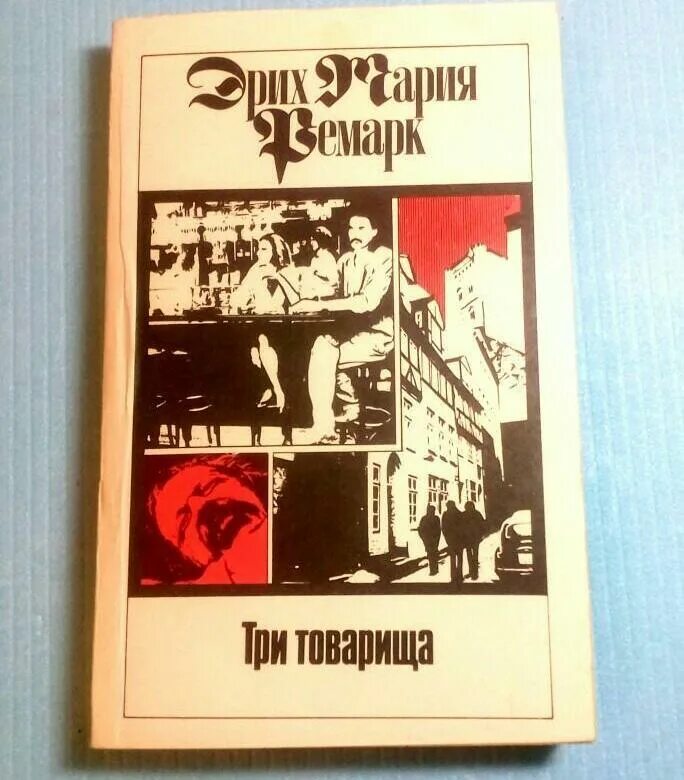 Эрих Мария
Ремарк
Три товарища